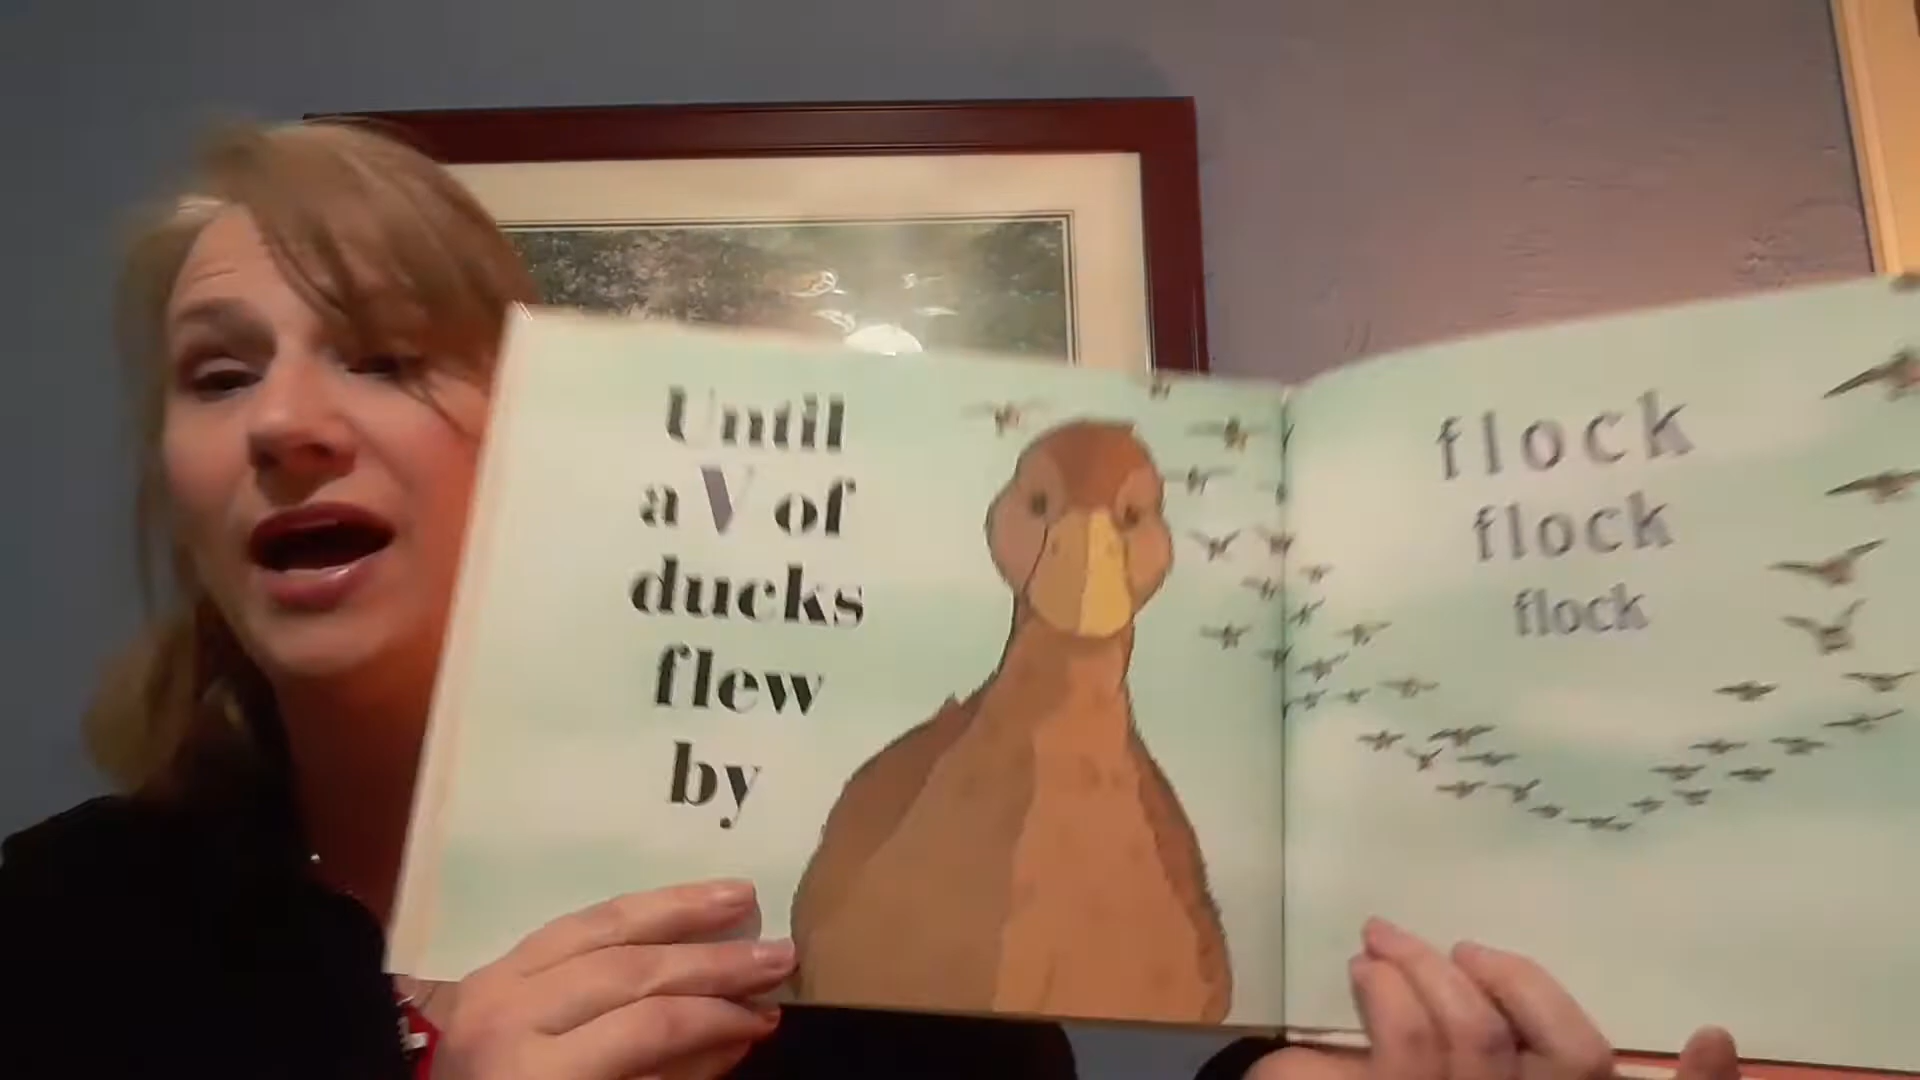 Until
a V of
ducks
flew
by
flock
flock
flock